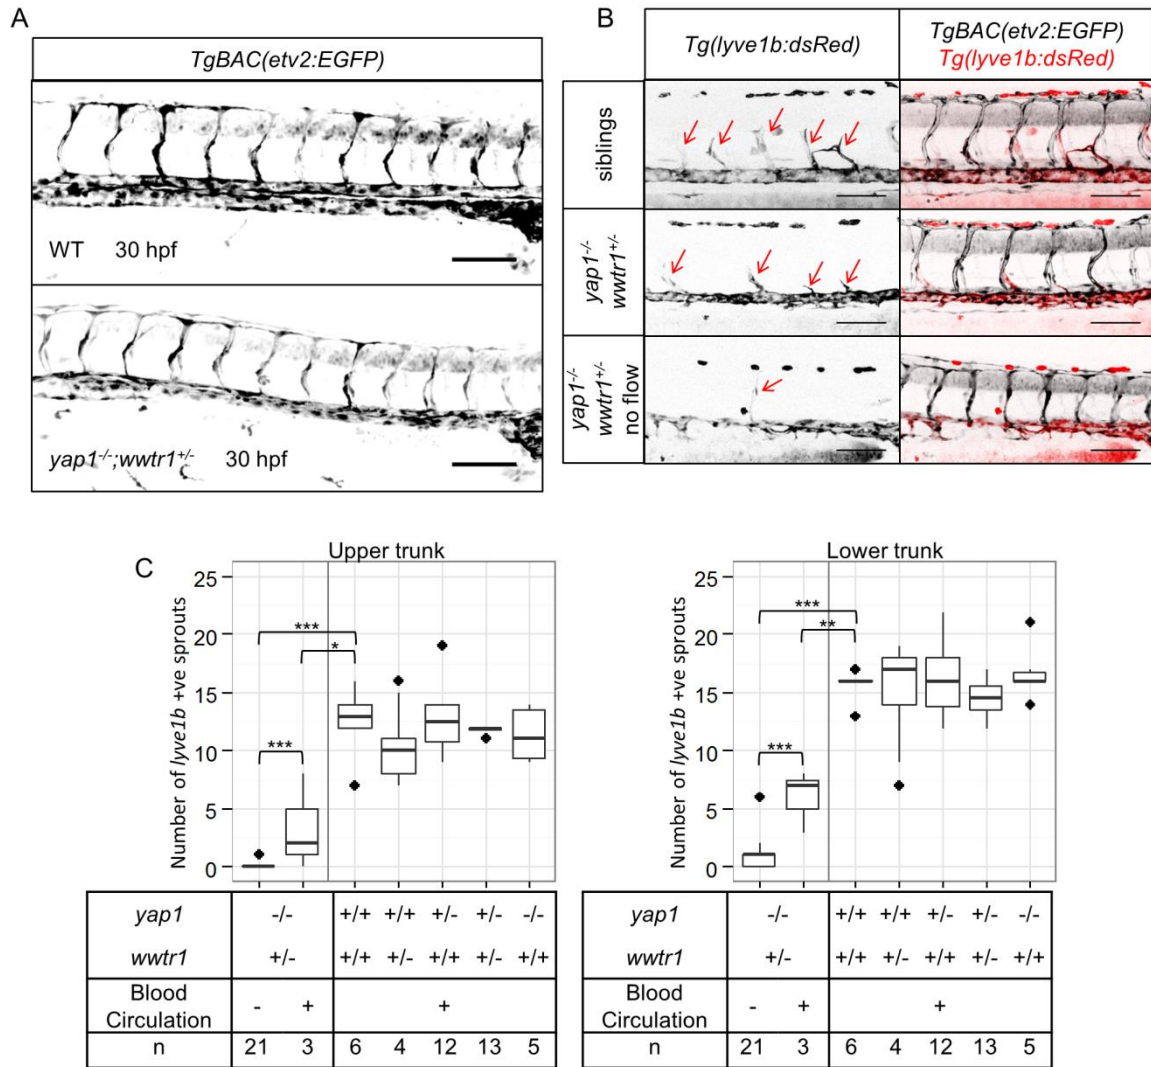 A
TgBAC(etv2:EGFP)
WT 30 hpf
yap1-/-;wwtr1+/- 30 hpf
B
Tg(lyve1b:dsRed)
TgBAC(etv2:EGFP)
Tg(lyve1b:dsRed)
siblings
yap1-/-
wwtr1+/-
yap1-/-
wwtr1+/-
no flow
C
Upper trunk
Number of lyve1b +ve sprouts
25
20
15
10
5
0
***
*
***
yap1 -/- +/+ +/+ +/- +/- -/-
wwtr1 +/- +/+ +/- +/+ +/- +/+
Blood
Circulation - + +
n 21 3 6 4 12 13 5
Lower trunk
Number of lyve1b +ve sprouts
25
20
15
10
5
0
***
**
***
yap1 -/- +/+ +/+ +/- +/- -/-
wwtr1 +/- +/+ +/- +/+ +/- +/+
Blood
Circulation - + +
n 21 3 6 4 12 13 5